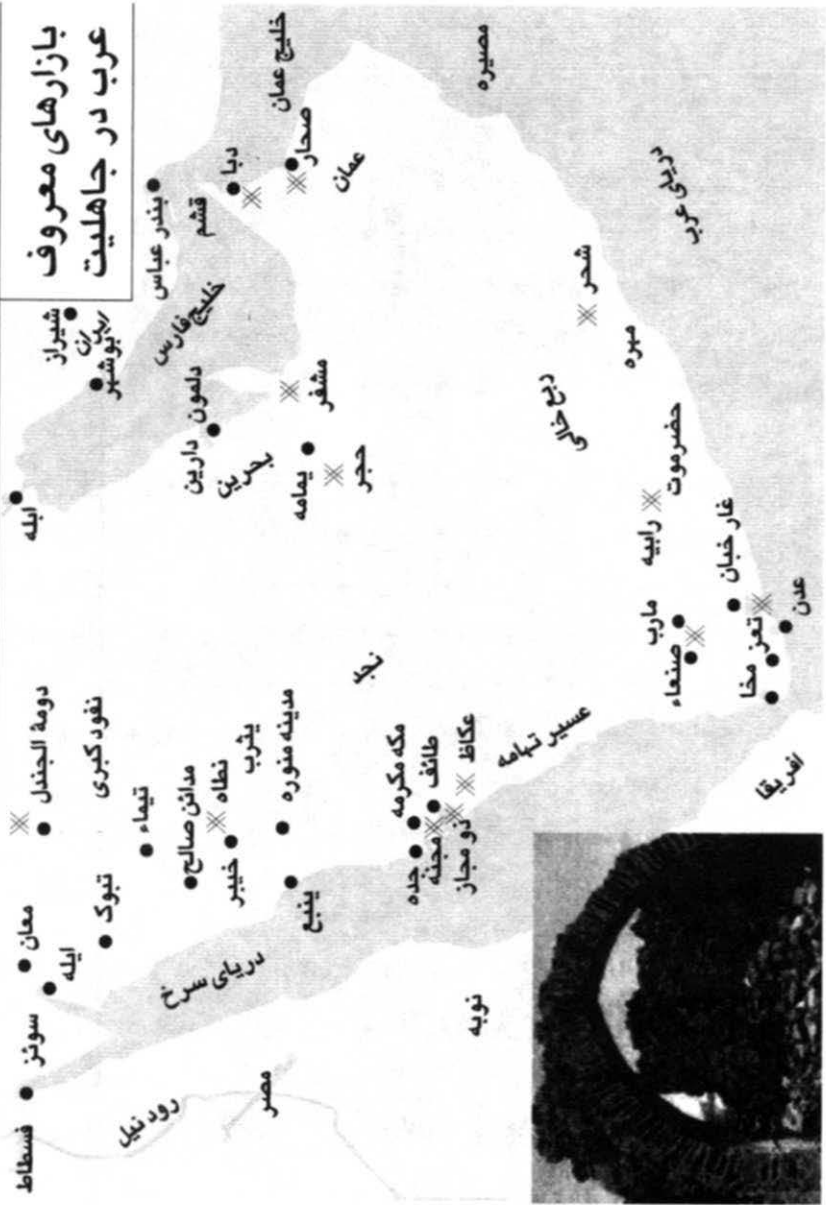 بازارهای معروف
عرب در جاهلیت
خلیج عمان
مصیره
صحار
دبا
عمان
دریای عرب
بندر عباس
قشم
شحر
خلیج فارس
شیراز
ایران
بوشهر
مهره
مشقر
ربع خالی
دلمون
دارین
حضرموت
بحرین
یمامه
حجر
ابله
رابیه
غار خبان
عدن
مارب
تعز
صنعاء
مخا
نجد
دومة الجندل
نفود کبری
مدینه منوره
یثرب
مکه مکرمه
طائف
عکاظ
عسیر تهامه
افریقا
تیماء
مدائن صالح
نطاه
خیبر
جده
مجنه
ذو مجاز
ینبع
تبوک
معان
ایله
دریای سرخ
سوئز
نوبه
مصر
رود نیل
فسطاط